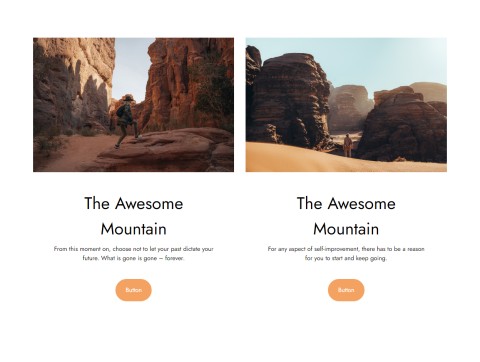 The Awesome
Mountain
From this moment on, choose not to let your past dictate your
future. What is gone is gone – forever.
Button
The Awesome
Mountain
For any aspect of self-improvement, there has to be a reason
for you to start and keep going.
Button